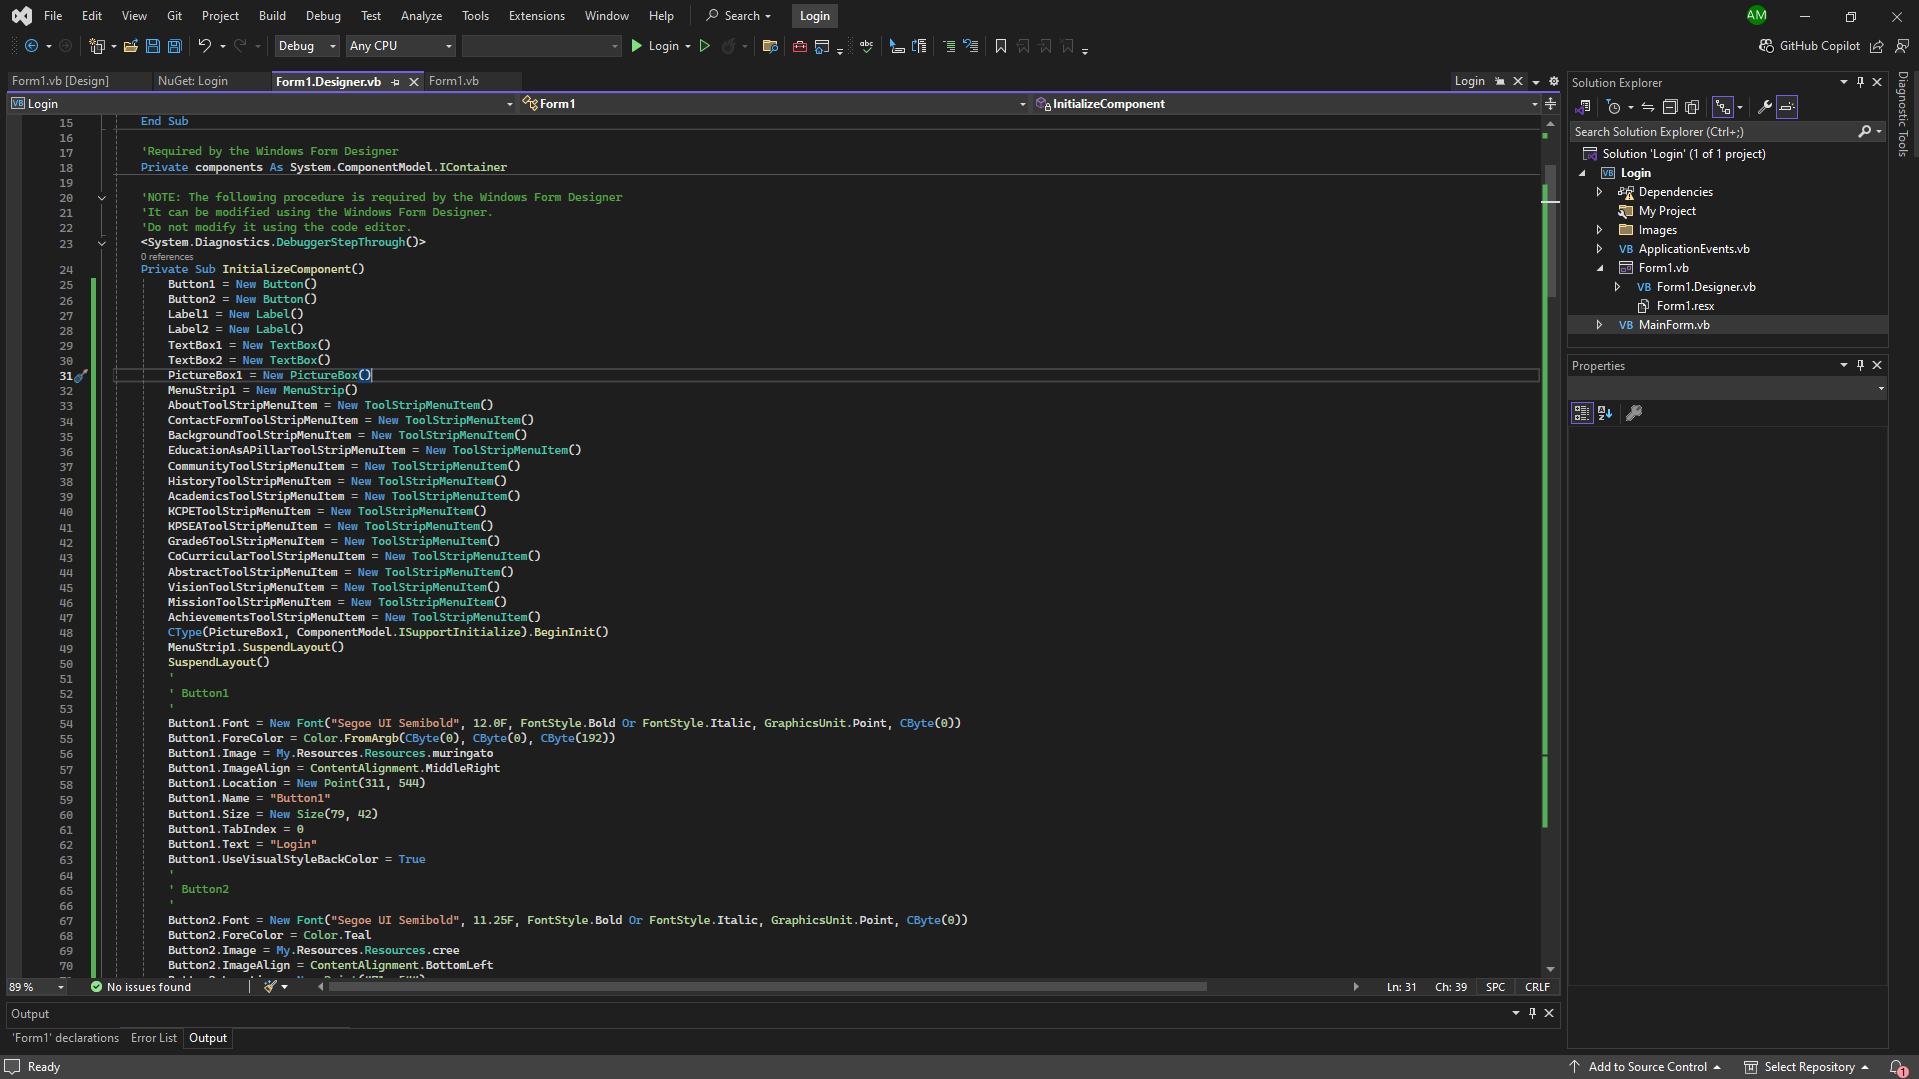 File Edit View Git Project Build Debug Test Analyze Tools Extensions Window Help Search Login AM
Debug Any CPU Login GitHub Copilot
Form1.vb [Design] NuGet: Login Form1.Designer.vb Form1.vb Login
VB Login Form1 InitializeComponent
15 End Sub
16
17 'Required by the Windows Form Designer
18 Private components As System.ComponentModel.IContainer
19
20 'NOTE: The following procedure is required by the Windows Form Designer
21 'It can be modified using the Windows Form Designer.
22 'Do not modify it using the code editor.
23 <System.Diagnostics.DebuggerStepThrough()>
0 references
24 Private Sub InitializeComponent()
25 Button1 = New Button()
26 Button2 = New Button()
27 Label1 = New Label()
28 Label2 = New Label()
29 TextBox1 = New TextBox()
30 TextBox2 = New TextBox()
31 PictureBox1 = New PictureBox()
32 MenuStrip1 = New MenuStrip()
33 AboutToolStripMenuItem = New ToolStripMenuItem()
34 ContactFormToolStripMenuItem = New ToolStripMenuItem()
35 BackgroundToolStripMenuItem = New ToolStripMenuItem()
36 EducationAsAPillarToolStripMenuItem = New ToolStripMenuItem()
37 CommunityToolStripMenuItem = New ToolStripMenuItem()
38 HistoryToolStripMenuItem = New ToolStripMenuItem()
39 AcademicsToolStripMenuItem = New ToolStripMenuItem()
40 KCPEToolStripMenuItem = New ToolStripMenuItem()
41 KPSEAToolStripMenuItem = New ToolStripMenuItem()
42 Grade6ToolStripMenuItem = New ToolStripMenuItem()
43 CoCurricularToolStripMenuItem = New ToolStripMenuItem()
44 AbstractToolStripMenuItem = New ToolStripMenuItem()
45 VisionToolStripMenuItem = New ToolStripMenuItem()
46 MissionToolStripMenuItem = New ToolStripMenuItem()
47 AchievementsToolStripMenuItem = New ToolStripMenuItem()
48 CType(PictureBox1, ComponentModel.ISupportInitialize).BeginInit()
49 MenuStrip1.SuspendLayout()
50 SuspendLayout()
51 '
52 ' Button1
53 '
54 Button1.Font = New Font("Segoe UI Semibold", 12.0F, FontStyle.Bold Or FontStyle.Italic, GraphicsUnit.Point, CByte(0))
55 Button1.ForeColor = Color.FromArgb(CByte(0), CByte(0), CByte(192))
56 Button1.Image = My.Resources.Resources.muringato
57 Button1.ImageAlign = ContentAlignment.MiddleRight
58 Button1.Location = New Point(311, 544)
59 Button1.Name = "Button1"
60 Button1.Size = New Size(79, 42)
61 Button1.TabIndex = 0
62 Button1.Text = "Login"
63 Button1.UseVisualStyleBackColor = True
64 '
65 ' Button2
66 '
67 Button2.Font = New Font("Segoe UI Semibold", 11.25F, FontStyle.Bold Or FontStyle.Italic, GraphicsUnit.Point, CByte(0))
68 Button2.ForeColor = Color.Teal
69 Button2.Image = My.Resources.Resources.cree
70 Button2.ImageAlign = ContentAlignment.BottomLeft
89 % No issues found Ln: 31 Ch: 39 SPC CRLF
Output
'Form1' declarations Error List Output
Ready
Solution Explorer
Search Solution Explorer (Ctrl+;)
Solution 'Login' (1 of 1 project)
VB Login
Dependencies
My Project
Images
VB ApplicationEvents.vb
Form1.vb
VB Form1.Designer.vb
Form1.resx
VB MainForm.vb
Properties
Diagnostic Tools
Add to Source Control Select Repository 1